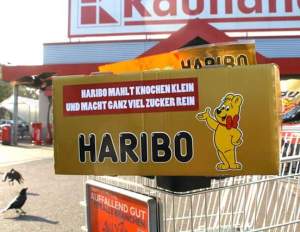 Kaufland
HARIBO
HARIBO MAHLT KNOCHEN KLEIN
UND MACHT GANZ VIEL ZUCKER REIN
HARIBO
AUFFALLEND GUT